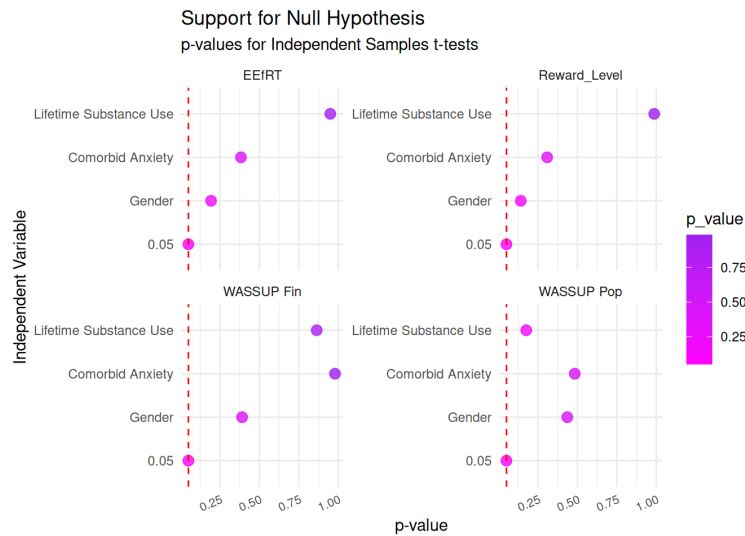 Support for Null Hypothesis
p-values for Independent Samples t-tests
EEfRT
Reward_Level
Lifetime Substance Use
Comorbid Anxiety
Gender
0.05
Lifetime Substance Use
Comorbid Anxiety
Gender
0.05
WASSUP Fin
WASSUP Pop
Lifetime Substance Use
Comorbid Anxiety
Gender
0.05
Lifetime Substance Use
Comorbid Anxiety
Gender
0.05
0.25 0.50 0.75 1.00
0.25 0.50 0.75 1.00
p-value
Independent Variable
p_value
0.75
0.50
0.25